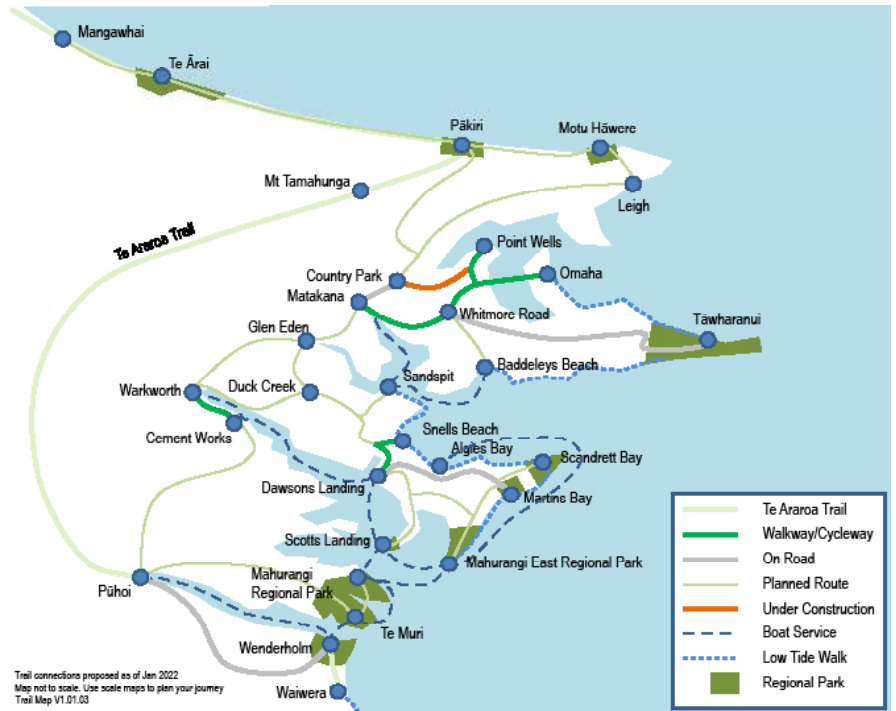 Mangawhai
Te Ārai
Pākiri
Motu Hāwere
Mt Tamahunga
Leigh
Te Araroa Trail
Point Wells
Country Park
Omaha
Matakana
Whitmore Road
Tāwharanui
Glen Eden
Baddeleys Beach
Sandspit
Warkworth
Duck Creek
Cement Works
Snells Beach
Algies Bay
Scandrett Bay
Dawsons Landing
Martins Bay
Scotts Landing
Mahurangi East Regional Park
Mahurangi
Regional Park
Pūhoi
Te Muri
Wenderholm
Waiwera
Te Araroa Trail
Walkway/Cycleway
On Road
Planned Route
Under Construction
Boat Service
Low Tide Walk
Regional Park
Trail connections proposed as of Jan 2022
Map not to scale. Use scale maps to plan your journey
Trail Map V1.01.03